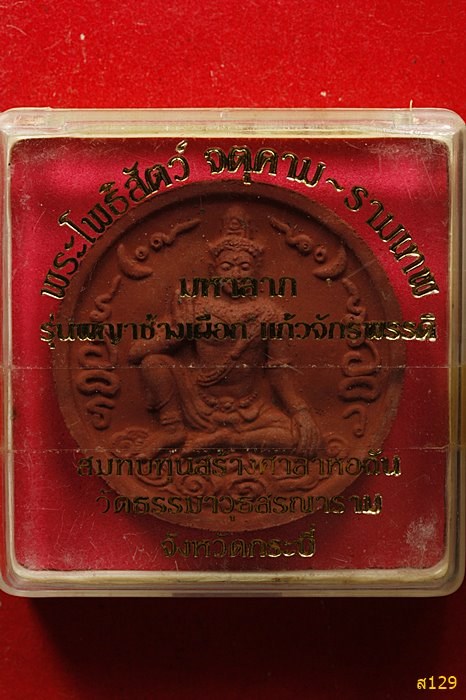 พระโพธิ์สัตว์ จตุคาม~รามเทพ
มหาลาภ
รุ่นพญาช้างเผือก แก้วจักรพรรดิ
สมทบทุนสร้างศาลาหอฉัน
วัดธรรมาวุธสรณาราม
จังหวัดกระบี่
ส129